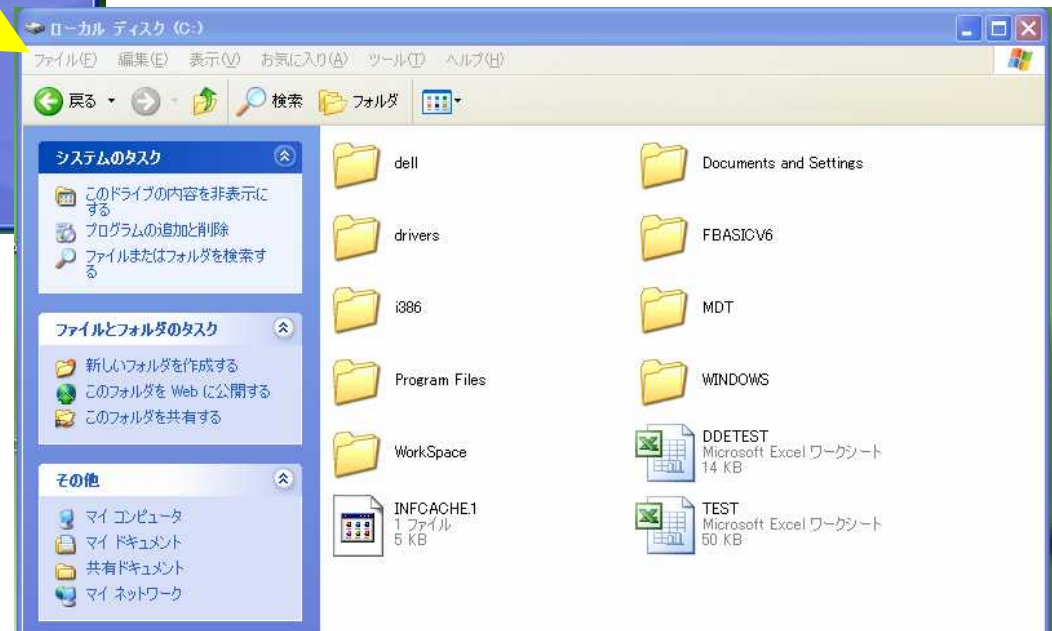 ローカル ディスク (C:)
ファイル(F) 編集(E) 表示(V) お気に入り(A) ツール(T) ヘルプ(H)
戻る 検索 フォルダ
システムのタスク
このドライブの内容を非表示に
する
プログラムの追加と削除
ファイルまたはフォルダを検索す
る
ファイルとフォルダのタスク
新しいフォルダを作成する
このフォルダを Web に公開する
このフォルダを共有する
その他
マイ コンピュータ
マイ ドキュメント
共有ドキュメント
マイ ネットワーク
dell
Documents and Settings
drivers
FBASICV6
i386
MDT
Program Files
WINDOWS
WorkSpace
DDETEST
Microsoft Excel ワークシート
14 KB
INFCACHE.1
1 ファイル
5 KB
TEST
Microsoft Excel ワークシート
50 KB